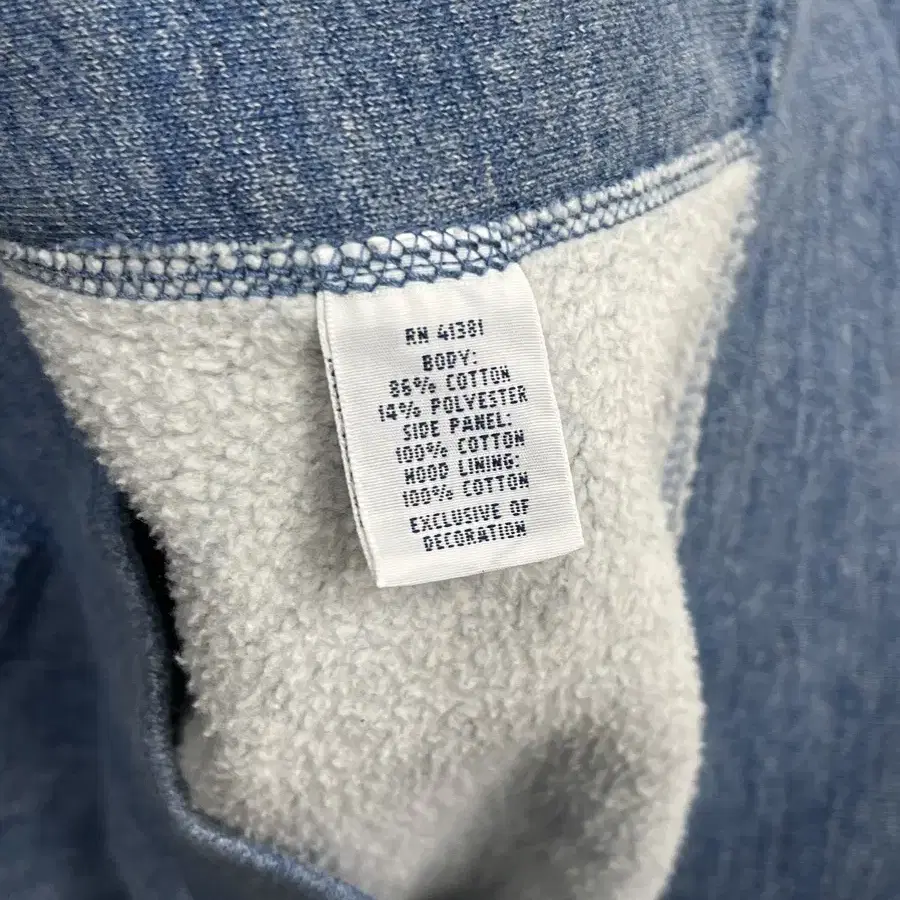 RN 41381
BODY:
86% COTTON
14% POLYESTER
SIDE PANEL:
100% COTTON
HOOD LINING:
100% COTTON
EXCLUSIVE OF
DECORATION